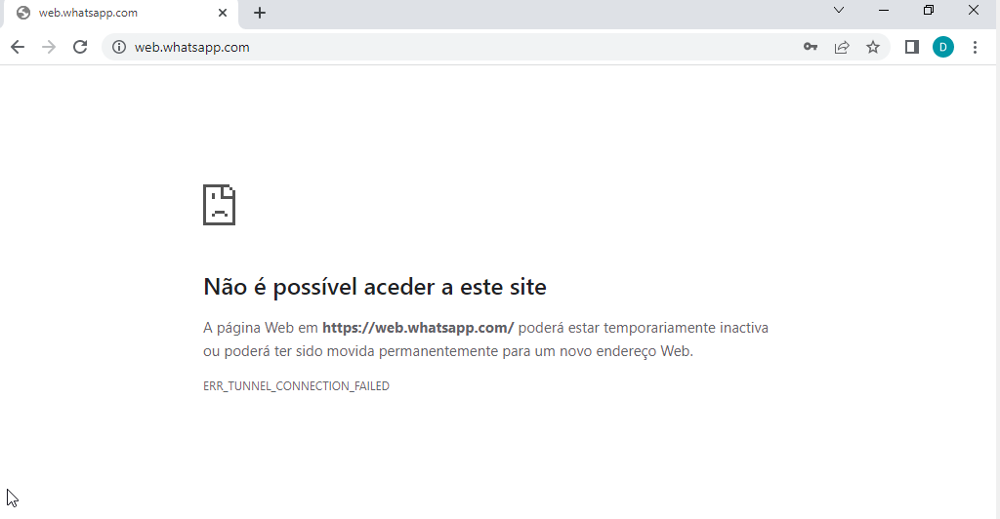 web.whatsapp.com
web.whatsapp.com
D
Não é possível aceder a este site
A página Web em https://web.whatsapp.com/ poderá estar temporariamente inactiva
ou poderá ter sido movida permanentemente para um novo endereço Web.
ERR_TUNNEL_CONNECTION_FAILED